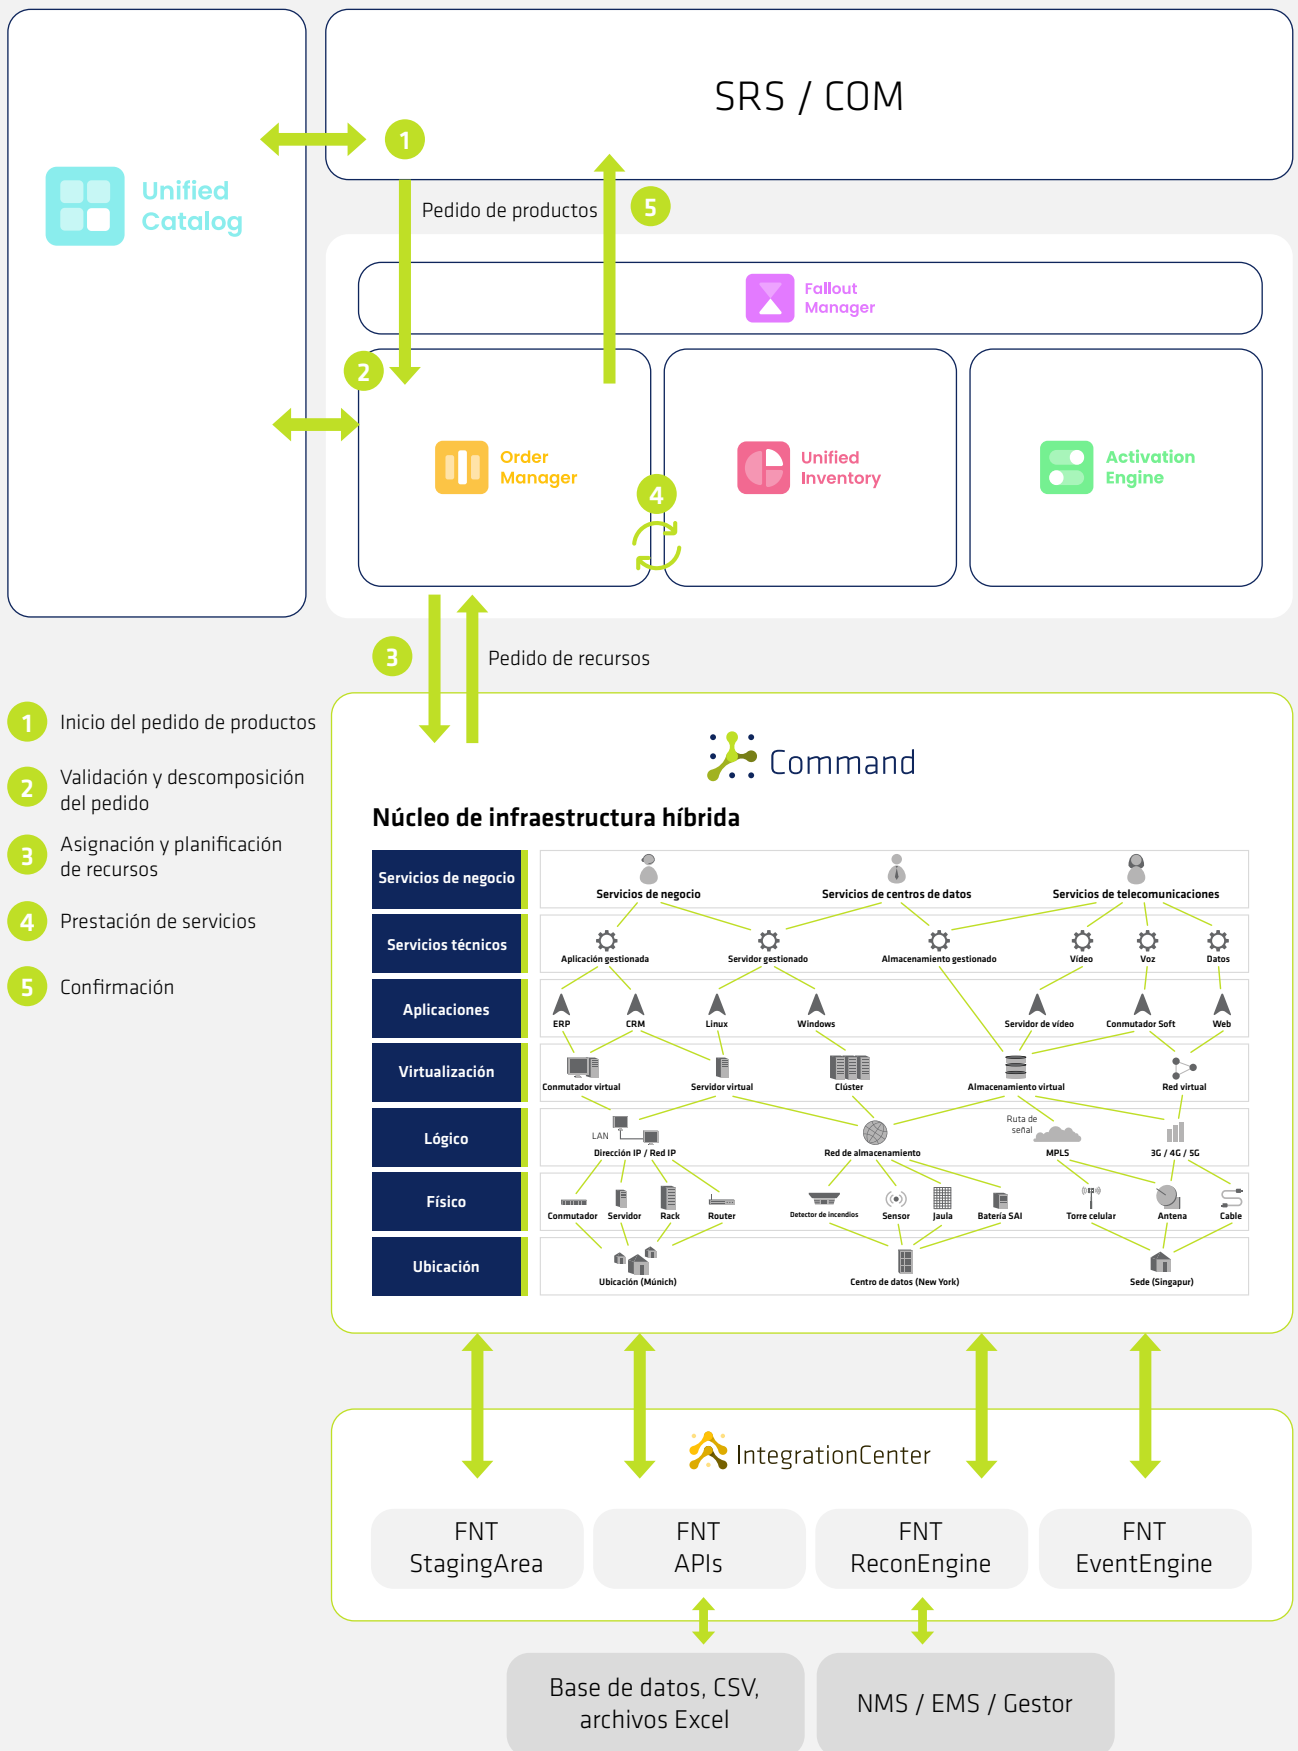 SRS / COM
1
Unified
Catalog
Pedido de productos
5
Fallout
Manager
2
Order
Manager
Unified
Inventory
Activation
Engine
4
3
Pedido de recursos
1 Inicio del pedido de productos
2 Validación y descomposición
del pedido
3 Asignación y planificación
de recursos
4 Prestación de servicios
5 Confirmación
Command
Núcleo de infraestructura híbrida
Servicios de negocio
Servicios de negocio
Servicios de centros de datos
Servicios de telecomunicaciones
Servicios técnicos
Aplicación gestionada
Servidor gestionado
Almacenamiento gestionado
Vídeo
Voz
Datos
Aplicaciones
ERP
CRM
Linux
Windows
Servidor de vídeo
Conmutador Soft
Web
Virtualización
Conmutador virtual
Servidor virtual
Clúster
Almacenamiento virtual
Red virtual
Lógico
LAN
Dirección IP / Red IP
Red de almacenamiento
Ruta de
señal
MPLS
3G / 4G / 5G
Físico
Conmutador
Servidor
Rack
Router
Detector de incendios
Sensor
Jaula
Batería SAI
Torre celular
Antena
Cable
Ubicación
Ubicación (Múnich)
Centro de datos (New York)
Sede (Singapur)
IntegrationCenter
FNT
StagingArea
FNT
APIs
FNT
ReconEngine
FNT
EventEngine
Base de datos, CSV,
archivos Excel
NMS / EMS / Gestor